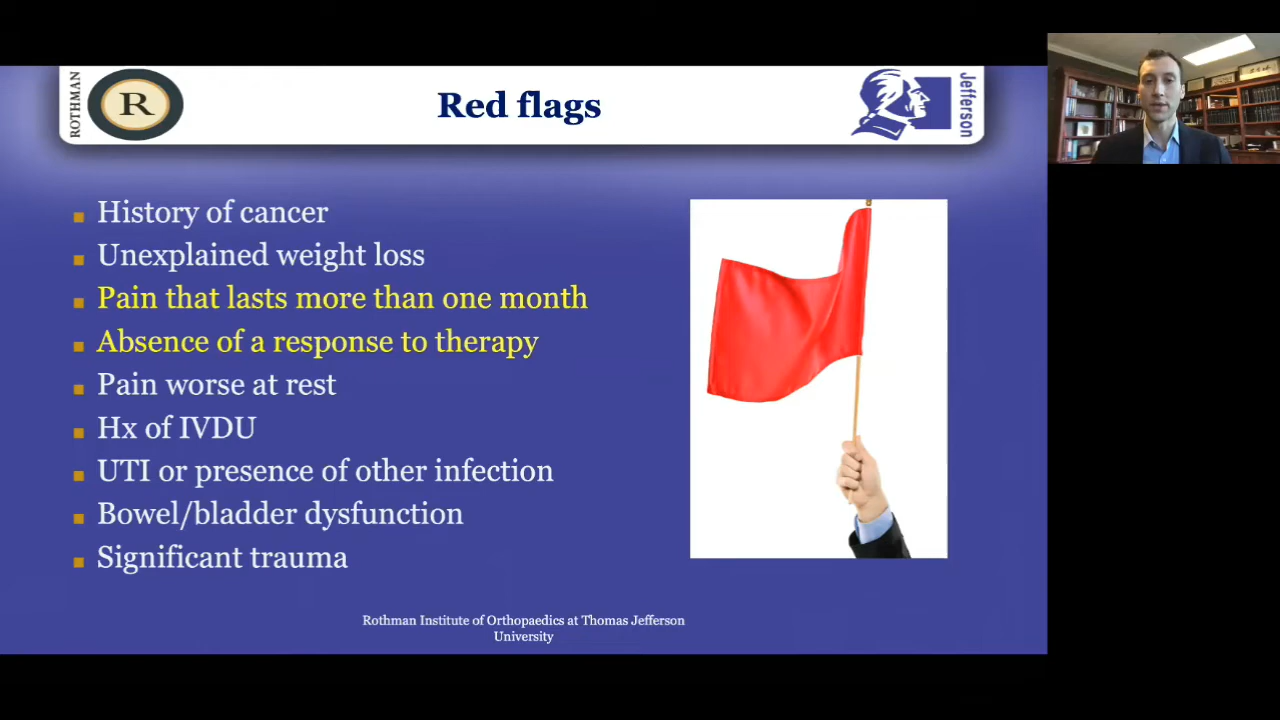 ROTHMAN
R
Red flags
Jefferson
History of cancer
Unexplained weight loss
Pain that lasts more than one month
Absence of a response to therapy
Pain worse at rest
Hx of IVDU
UTI or presence of other infection
Bowel/bladder dysfunction
Significant trauma
Rothman Institute of Orthopaedics at Thomas Jefferson
University